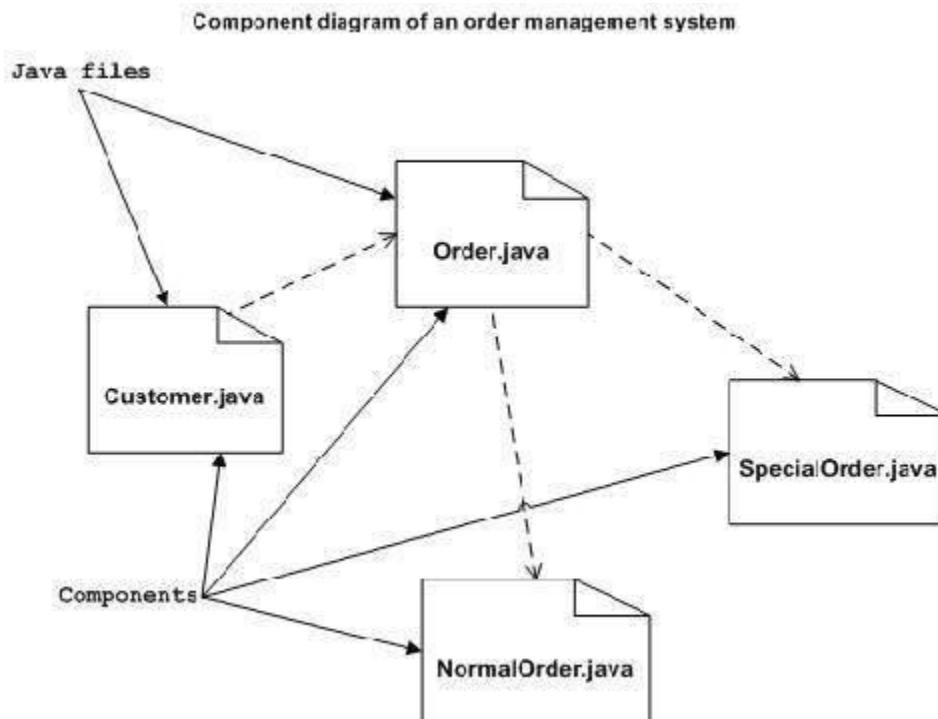 Component diagram of an order management system
Java files
Order.java
Customer.java
SpecialOrder.java
Components
NormalOrder.java